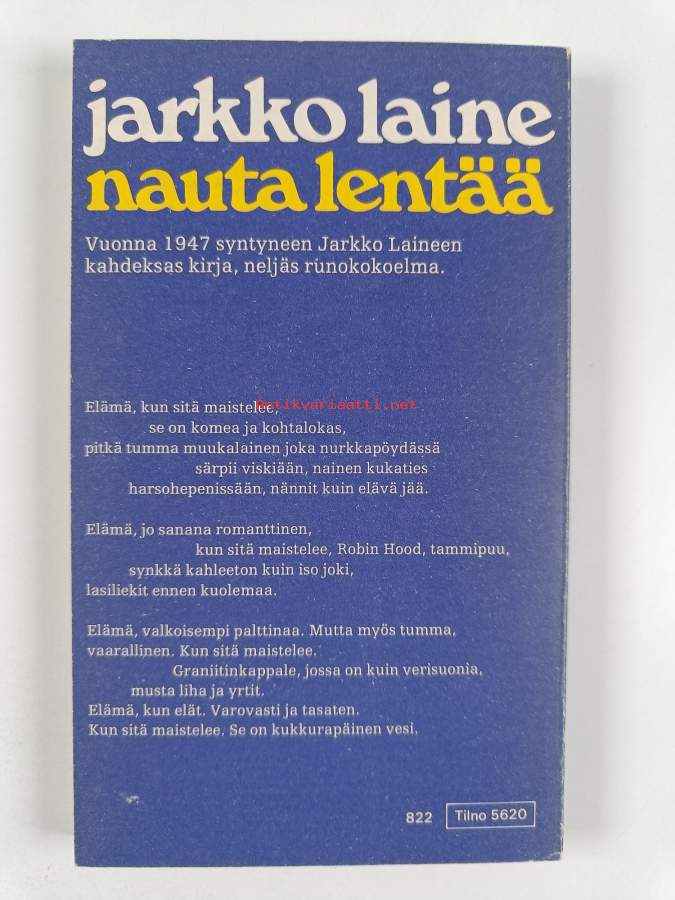 jarkko laine
nauta lentää
Vuonna 1947 syntyneen Jarkko Laineen
kahdeksas kirja, neljäs runokokoelma.
Elämä, kun sitä maistelee,
Antikvariaatti.net
se on komea ja kohtalokas,
pitkä tumma muukalainen joka nurkkapöydässä
särpii viskiään, nainen kukaties
harsohepenissään, nännit kuin elävä jää.
Elämä, jo sanana romanttinen,
kun sitä maistelee, Robin Hood, tammipuu,
synkkä kahleeton kuin iso joki,
lasiliekit ennen kuolemaa.
Elämä, valkoisempi palttinaa. Mutta myös tumma,
vaarallinen. Kun sitä maistelee.
Graniitinkappale, jossa on kuin verisuonia,
musta liha ja yrtit.
Elämä, kun elät. Varovasti ja tasaten.
Kun sitä maistelee. Se on kukkurapäinen vesi.
822 Tilno 5620